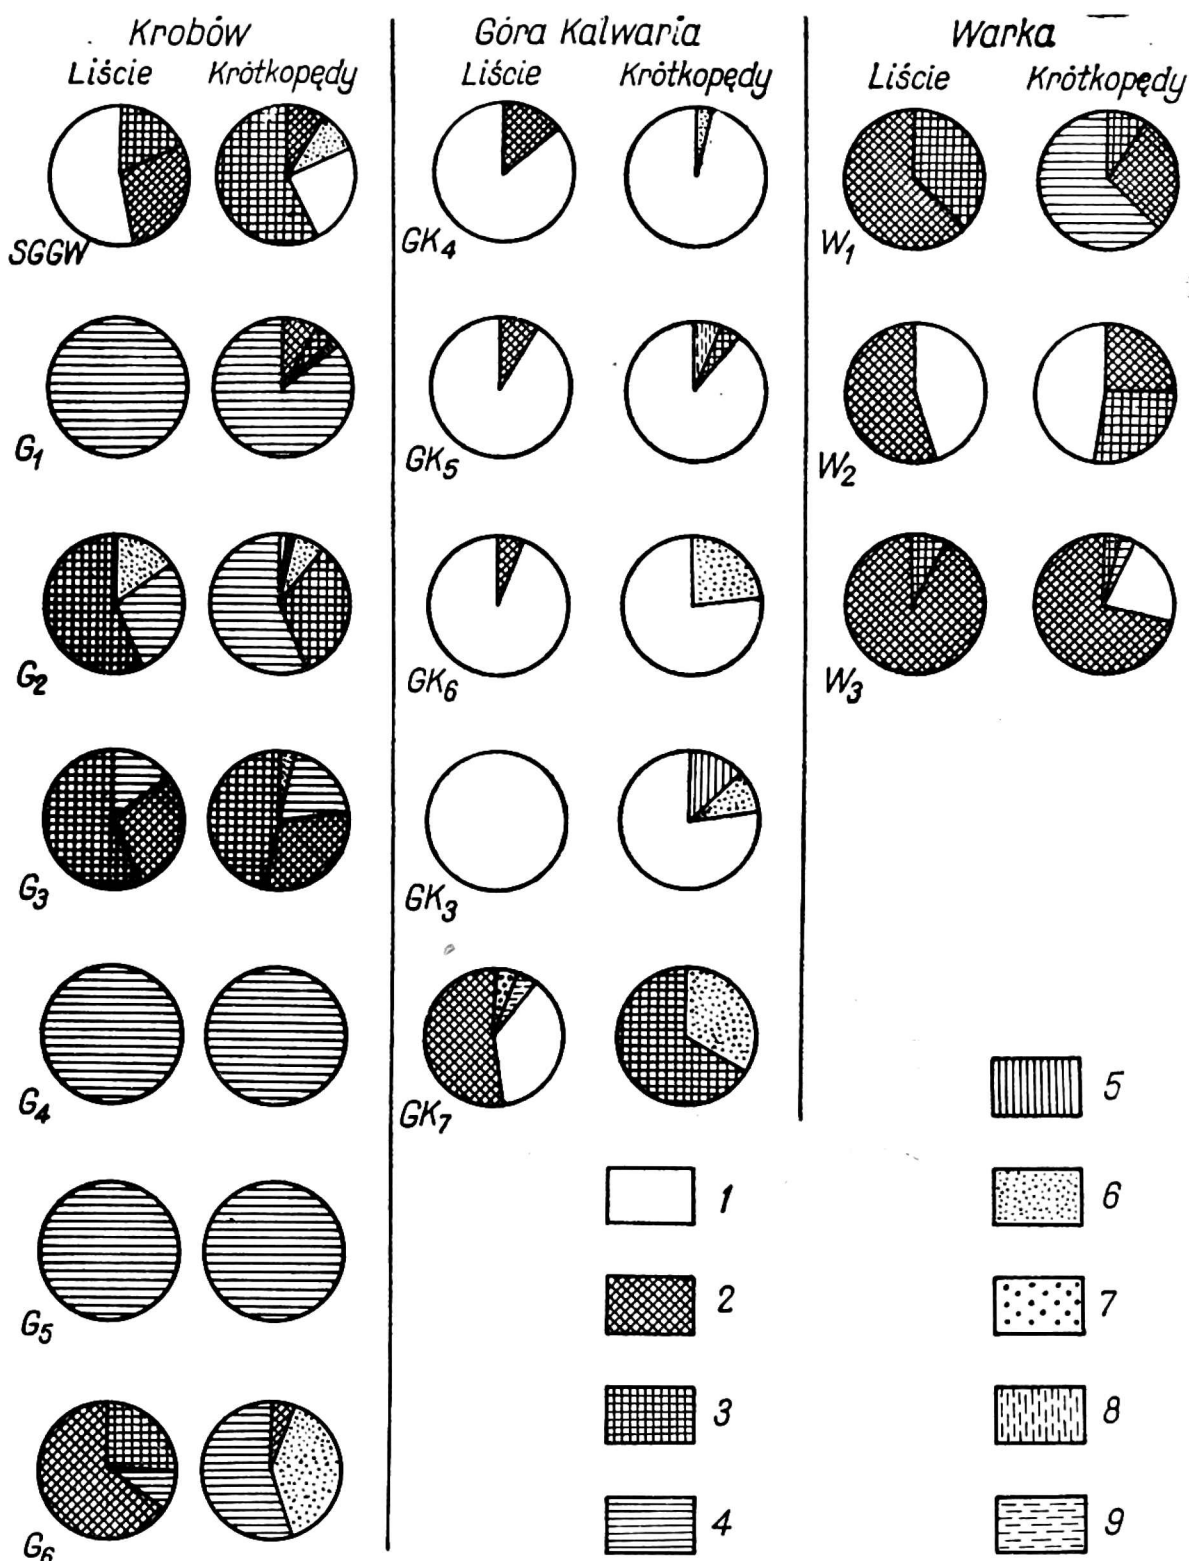 Krobów
Liście Krótkopędy
SGGW
G1
G2
G3
G4
G5
G6
Góra Kalwaria
Liście Krótkopędy
GK4
GK5
GK6
GK3
GK7
Warka
Liście Krótkopędy
W1
W2
W3
1
2
3
4
5
6
7
8
9